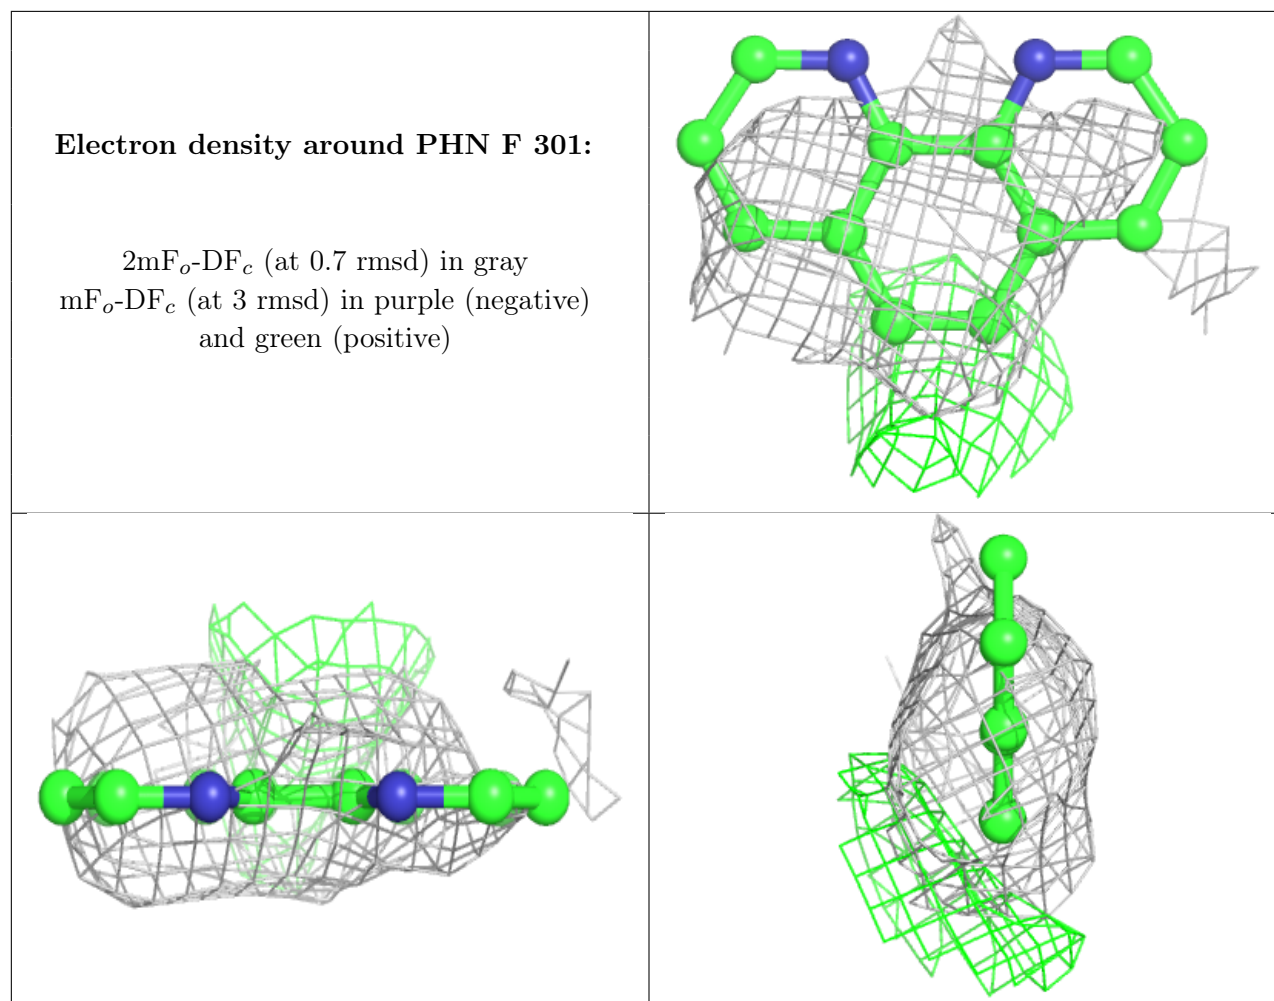 Electron density around PHN F 301:
2mFo-DFc (at 0.7 rmsd) in gray
mFo-DFc (at 3 rmsd) in purple (negative)
and green (positive)